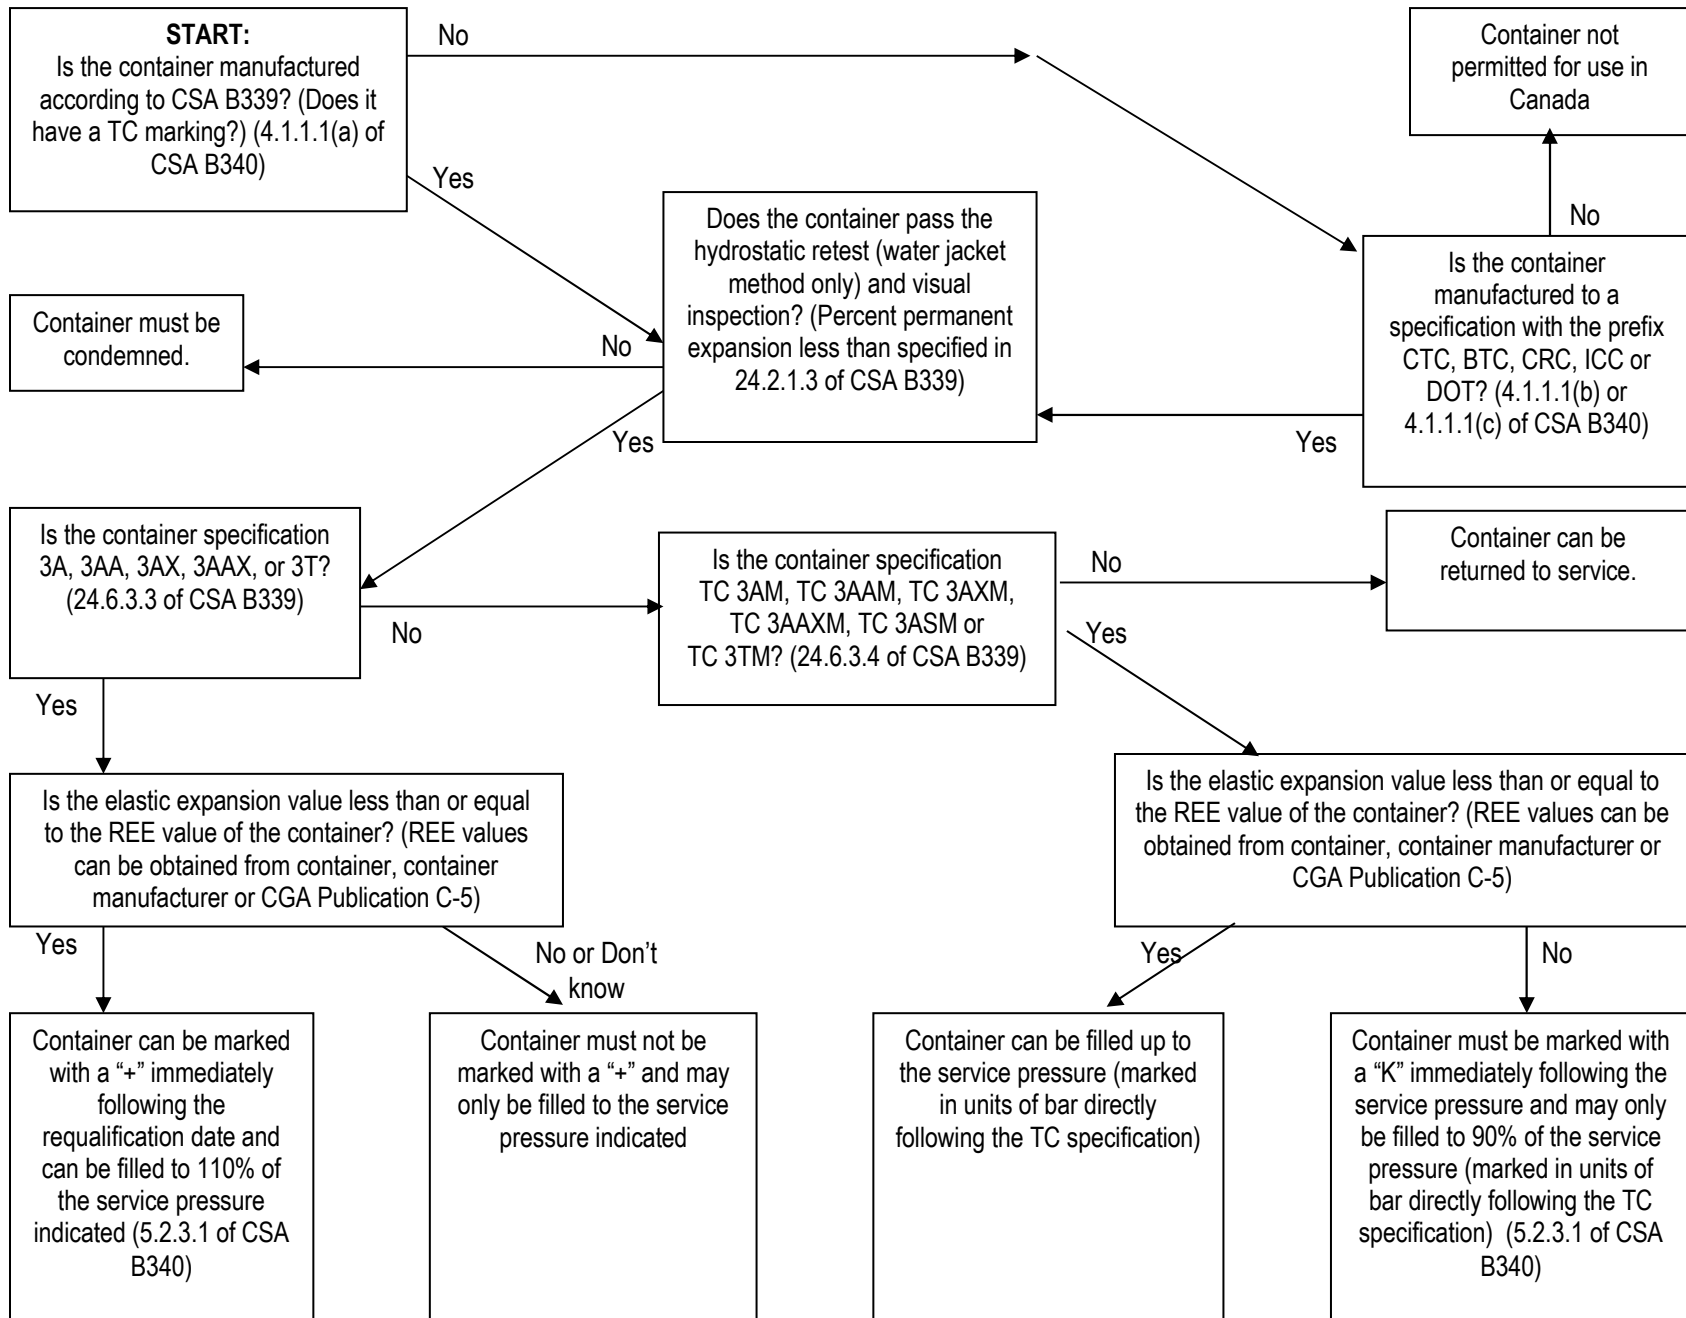 START:
Is the container manufactured
according to CSA B339? (Does it
have a TC marking?) (4.1.1.1(a) of
CSA B340)
No
Container not
permitted for use in
Canada
Yes
No
Does the container pass the
hydrostatic retest (water jacket
method only) and visual
inspection? (Percent permanent
expansion less than specified in
24.2.1.3 of CSA B339)
Is the container
manufactured to a
specification with the prefix
CTC, BTC, CRC, ICC or
DOT? (4.1.1.1(b) or
4.1.1.1(c) of CSA B340)
Container must be
condemned.
No
Yes
Yes
Is the container specification
3A, 3AA, 3AX, 3AAX, or 3T?
(24.6.3.3 of CSA B339)
No
Is the container specification
TC 3AM, TC 3AAM, TC 3AXM,
TC 3AAXM, TC 3ASM or
TC 3TM? (24.6.3.4 of CSA B339)
No
Container can be
returned to service.
Yes
Yes
Is the elastic expansion value less than or equal
to the REE value of the container? (REE values
can be obtained from container, container
manufacturer or CGA Publication C-5)
Is the elastic expansion value less than or equal to
the REE value of the container? (REE values can be
obtained from container, container manufacturer or
CGA Publication C-5)
Yes
No or Don’t
know
Yes
No
Container can be marked
with a “+” immediately
following the
requalification date and
can be filled to 110% of
the service pressure
indicated (5.2.3.1 of CSA
B340)
Container must not be
marked with a “+” and may
only be filled to the service
pressure indicated
Container can be filled up to
the service pressure (marked
in units of bar directly
following the TC specification)
Container must be marked with
a “K” immediately following the
service pressure and may only
be filled to 90% of the service
pressure (marked in units of
bar directly following the TC
specification)  (5.2.3.1 of CSA
B340)